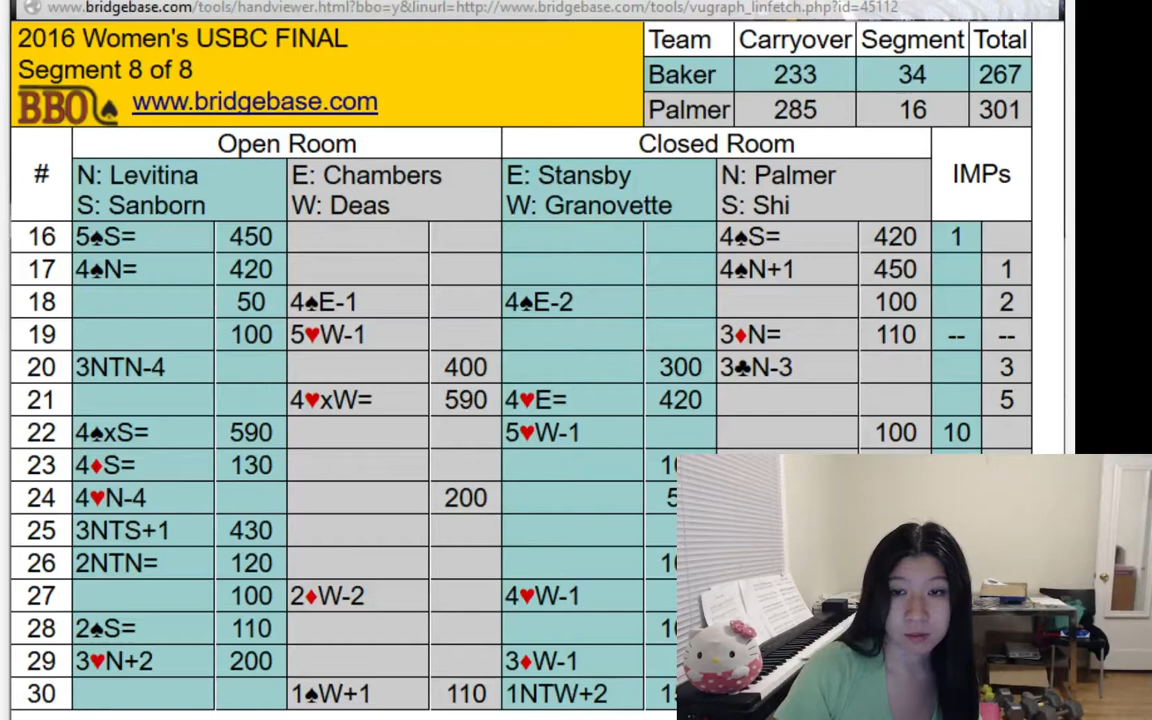 www.bridgebase.com/tools/handviewer.html?bbo=y&linurl=http://www.bridgebase.com/tools/vugraph_linfetch.php?id=45112
2016 Women's USBC FINAL
Segment 8 of 8
BBO www.bridgebase.com
Team Carryover Segment Total
Baker 233 34 267
Palmer 285 16 301
Open Room Closed Room
# IMPs
N: Levitina E: Chambers E: Stansby N: Palmer
S: Sanborn W: Deas W: Granovette S: Shi
16 5♠S= 450 4♠S= 420 1
17 4♠N= 420 4♠N+1 450 1
18 50 4♠E-1 4♠E-2 100 2
19 100 5♥W-1 3♦N= 110 -- --
20 3NTN-4 400 300 3♣N-3 3
21 4♥xW= 590 4♥E= 420 5
22 4♠xS= 590 5♥W-1 100 10
23 4♦S= 130
24 4♥N-4 200
25 3NTS+1 430
26 2NTN= 120
27 100 2♦W-2 4♥W-1
28 2♠S= 110
29 3♥N+2 200 3♦W-1
30 1♠W+1 110 1NTW+2